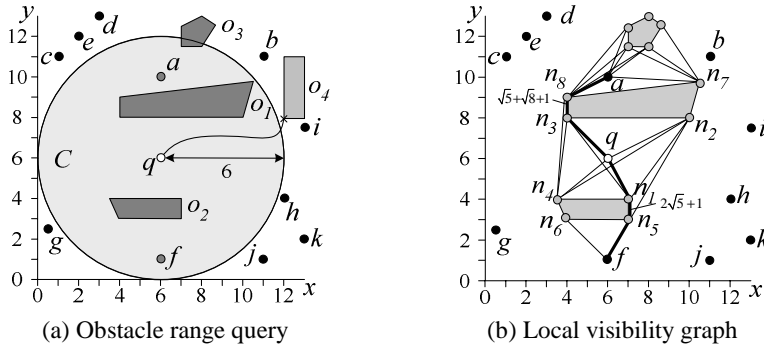 y
12
10
8
6
4
2
0
0 2 4 6 8 10 12 x
d
e
c
o₃
b
a
o₁
o₄
i
C
q
6
o₂
h
g
k
f
j
(a) Obstacle range query
y
12
10
8
6
4
2
0
0 2 4 6 8 10 12 x
d
e
c
b
n₈
a
n₇
√5+√8+1
n₃
n₂
i
q
n₄
n₁
2√5+1
h
n₆
n₅
g
k
f
j
(b) Local visibility graph